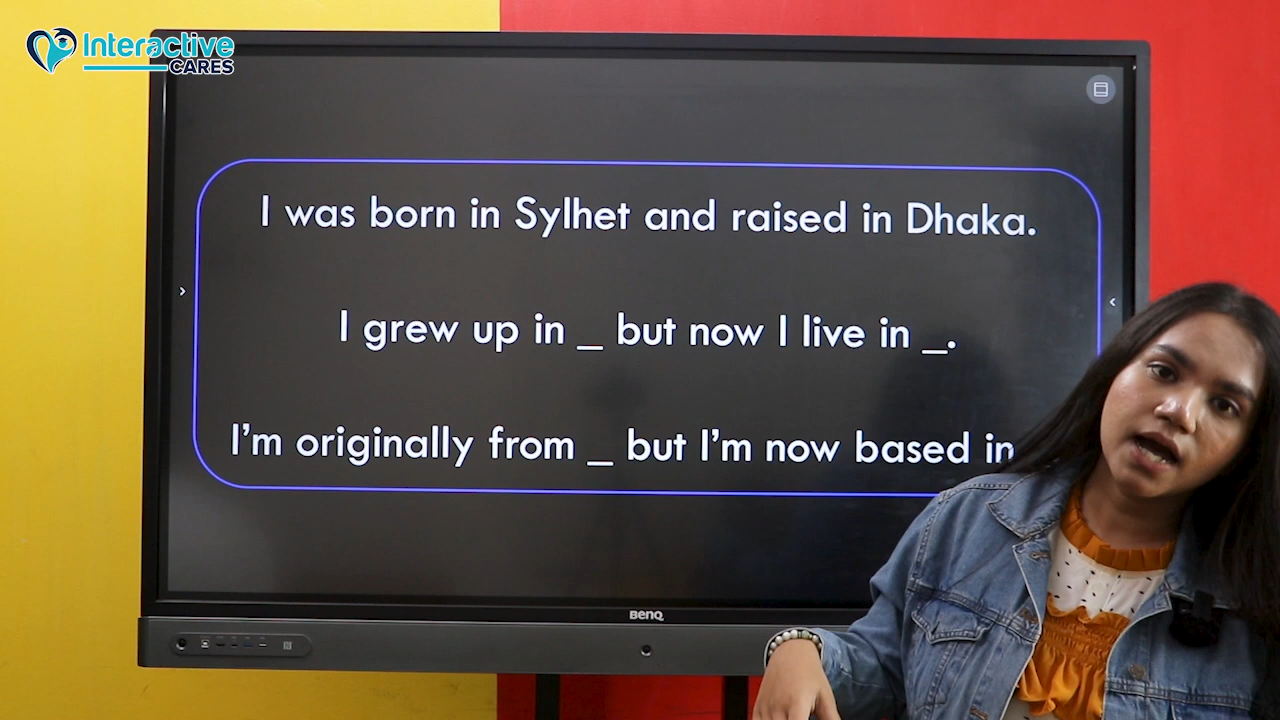 Interactive
CARES
I was born in Sylhet and raised in Dhaka.
I grew up in _ but now I live in _.
I'm originally from _ but I'm now based in
BenQ